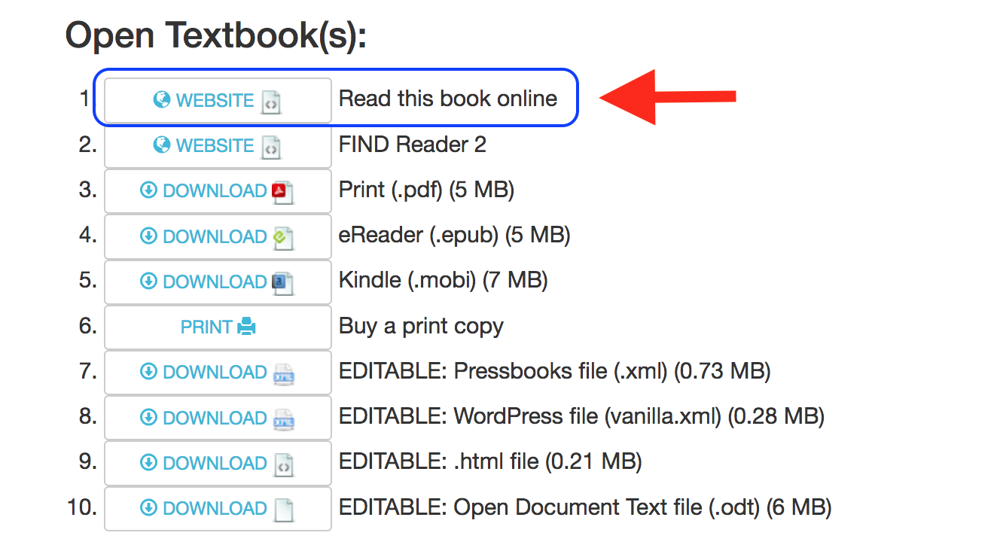 Open Textbook(s):
1 WEBSITE Read this book online
2. WEBSITE FIND Reader 2
3. DOWNLOAD Print (.pdf) (5 MB)
4. DOWNLOAD eReader (.epub) (5 MB)
5. DOWNLOAD Kindle (.mobi) (7 MB)
6. PRINT Buy a print copy
7. DOWNLOAD EDITABLE: Pressbooks file (.xml) (0.73 MB)
8. DOWNLOAD EDITABLE: WordPress file (vanilla.xml) (0.28 MB)
9. DOWNLOAD EDITABLE: .html file (0.21 MB)
10. DOWNLOAD EDITABLE: Open Document Text file (.odt) (6 MB)